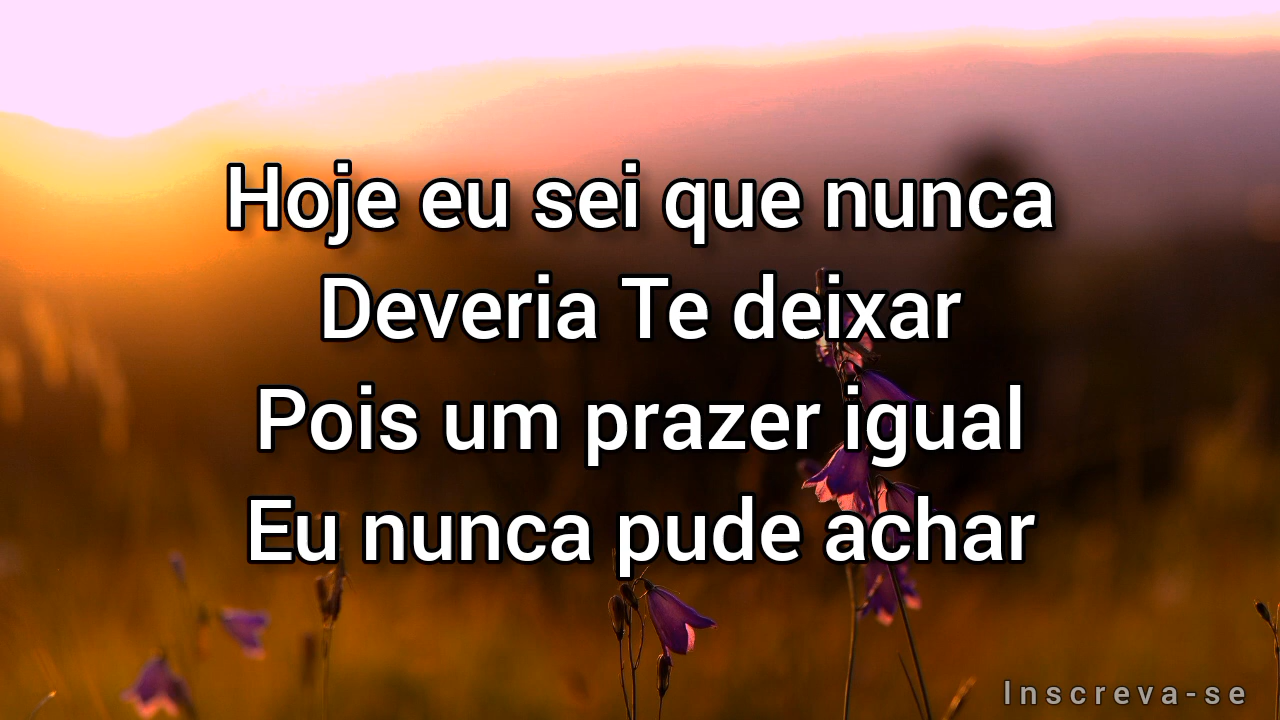 Hoje eu sei que nunca
Deveria Te deixar
Pois um prazer igual
Eu nunca pude achar
Inscreva-se